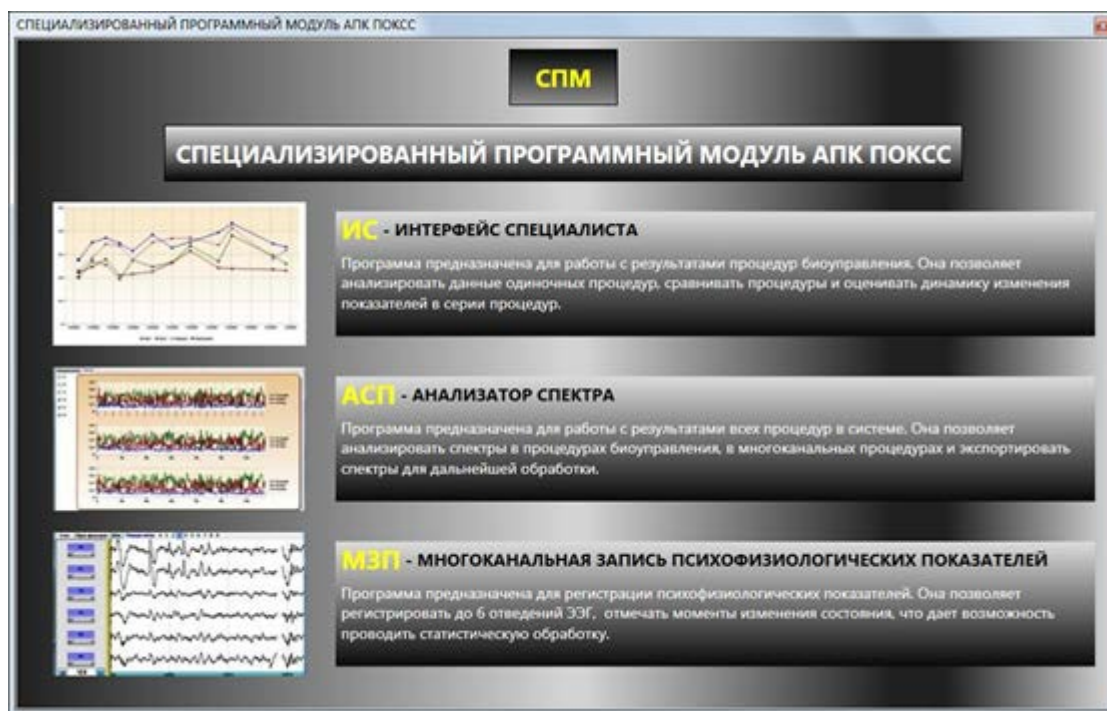 СПЕЦИАЛИЗИРОВАННЫЙ ПРОГРАММНЫЙ МОДУЛЬ АПК ПОКСС
СПМ
СПЕЦИАЛИЗИРОВАННЫЙ ПРОГРАММНЫЙ МОДУЛЬ АПК ПОКСС
ИС - ИНТЕРФЕЙС СПЕЦИАЛИСТА
Программа предназначена для работы с результатами процедур биоуправления. Она позволяет
анализировать данные одиночных процедур, сравнивать процедуры и оценивать динамику изменения
показателей в серии процедур.
АСП - АНАЛИЗАТОР СПЕКТРА
Программа предназначена для работы с результатами всех процедур в системе. Она позволяет
анализировать спектры в процедурах биоуправления, в многоканальных процедурах и экспортировать
спектры для дальнейшей обработки.
МЗП - МНОГОКАНАЛЬНАЯ ЗАПИСЬ ПСИХОФИЗИОЛОГИЧЕСКИХ ПОКАЗАТЕЛЕЙ
Программа предназначена для регистрации психофизиологических показателей. Она позволяет
регистрировать до 6 отведений ЭЭГ, отмечать моменты изменения состояния, что дает возможность
проводить статистическую обработку.